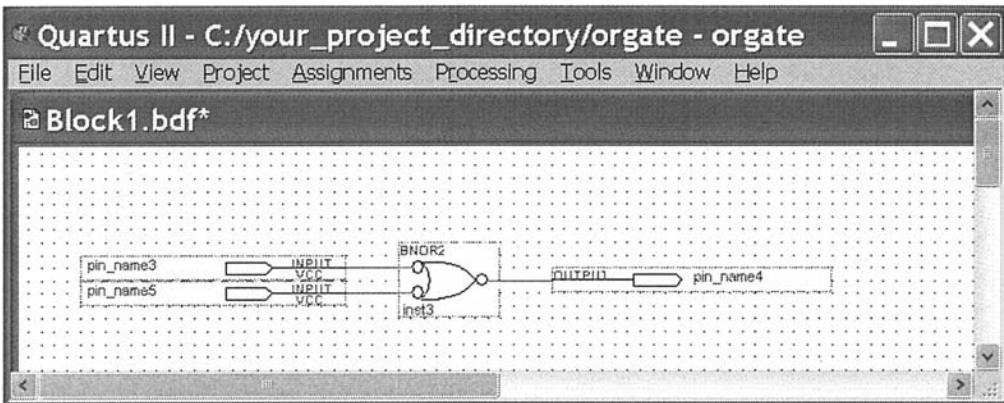 Quartus II - C:/your_project_directory/orgate - orgate
File Edit View Project Assignments Processing Tools Window Help
Block1.bdf*
BNOR2
pin_name3 INPUT
VCC
OUTPUT pin_name4
pin_name5 INPUT
VCC
inst3